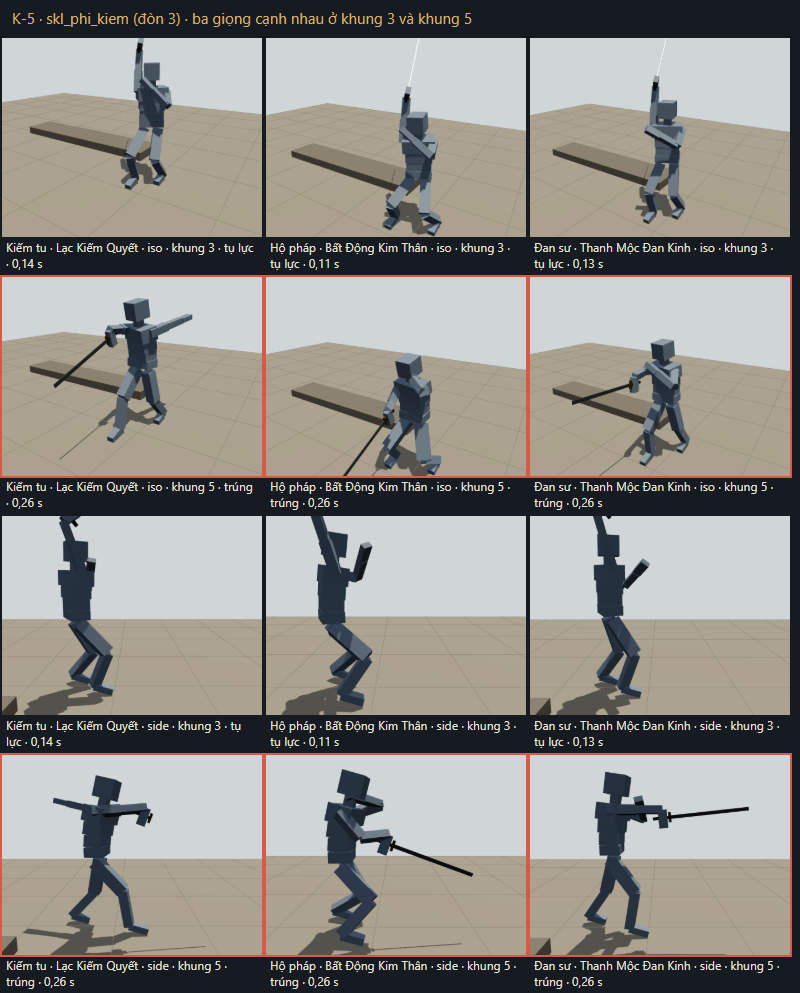 K-5 · skl_phi_kiem (đòn 3) · ba giọng cạnh nhau ở khung 3 và khung 5
Kiếm tu · Lạc Kiếm Quyết · iso · khung 3 · tụ lực
· 0,14 s
Hộ pháp · Bất Động Kim Thân · iso · khung 3 ·
tụ lực · 0,11 s
Đan sư · Thanh Mộc Đan Kinh · iso · khung 3 ·
tụ lực · 0,13 s
Kiếm tu · Lạc Kiếm Quyết · iso · khung 5 · trúng
· 0,26 s
Hộ pháp · Bất Động Kim Thân · iso · khung 5 ·
trúng · 0,26 s
Đan sư · Thanh Mộc Đan Kinh · iso · khung 5 ·
trúng · 0,26 s
Kiếm tu · Lạc Kiếm Quyết · side · khung 3 · tụ
lực · 0,14 s
Hộ pháp · Bất Động Kim Thân · side · khung 3 ·
tụ lực · 0,11 s
Đan sư · Thanh Mộc Đan Kinh · side · khung 3 ·
tụ lực · 0,13 s
Kiếm tu · Lạc Kiếm Quyết · side · khung 5 ·
trúng · 0,26 s
Hộ pháp · Bất Động Kim Thân · side · khung 5 ·
trúng · 0,26 s
Đan sư · Thanh Mộc Đan Kinh · side · khung 5 ·
trúng · 0,26 s